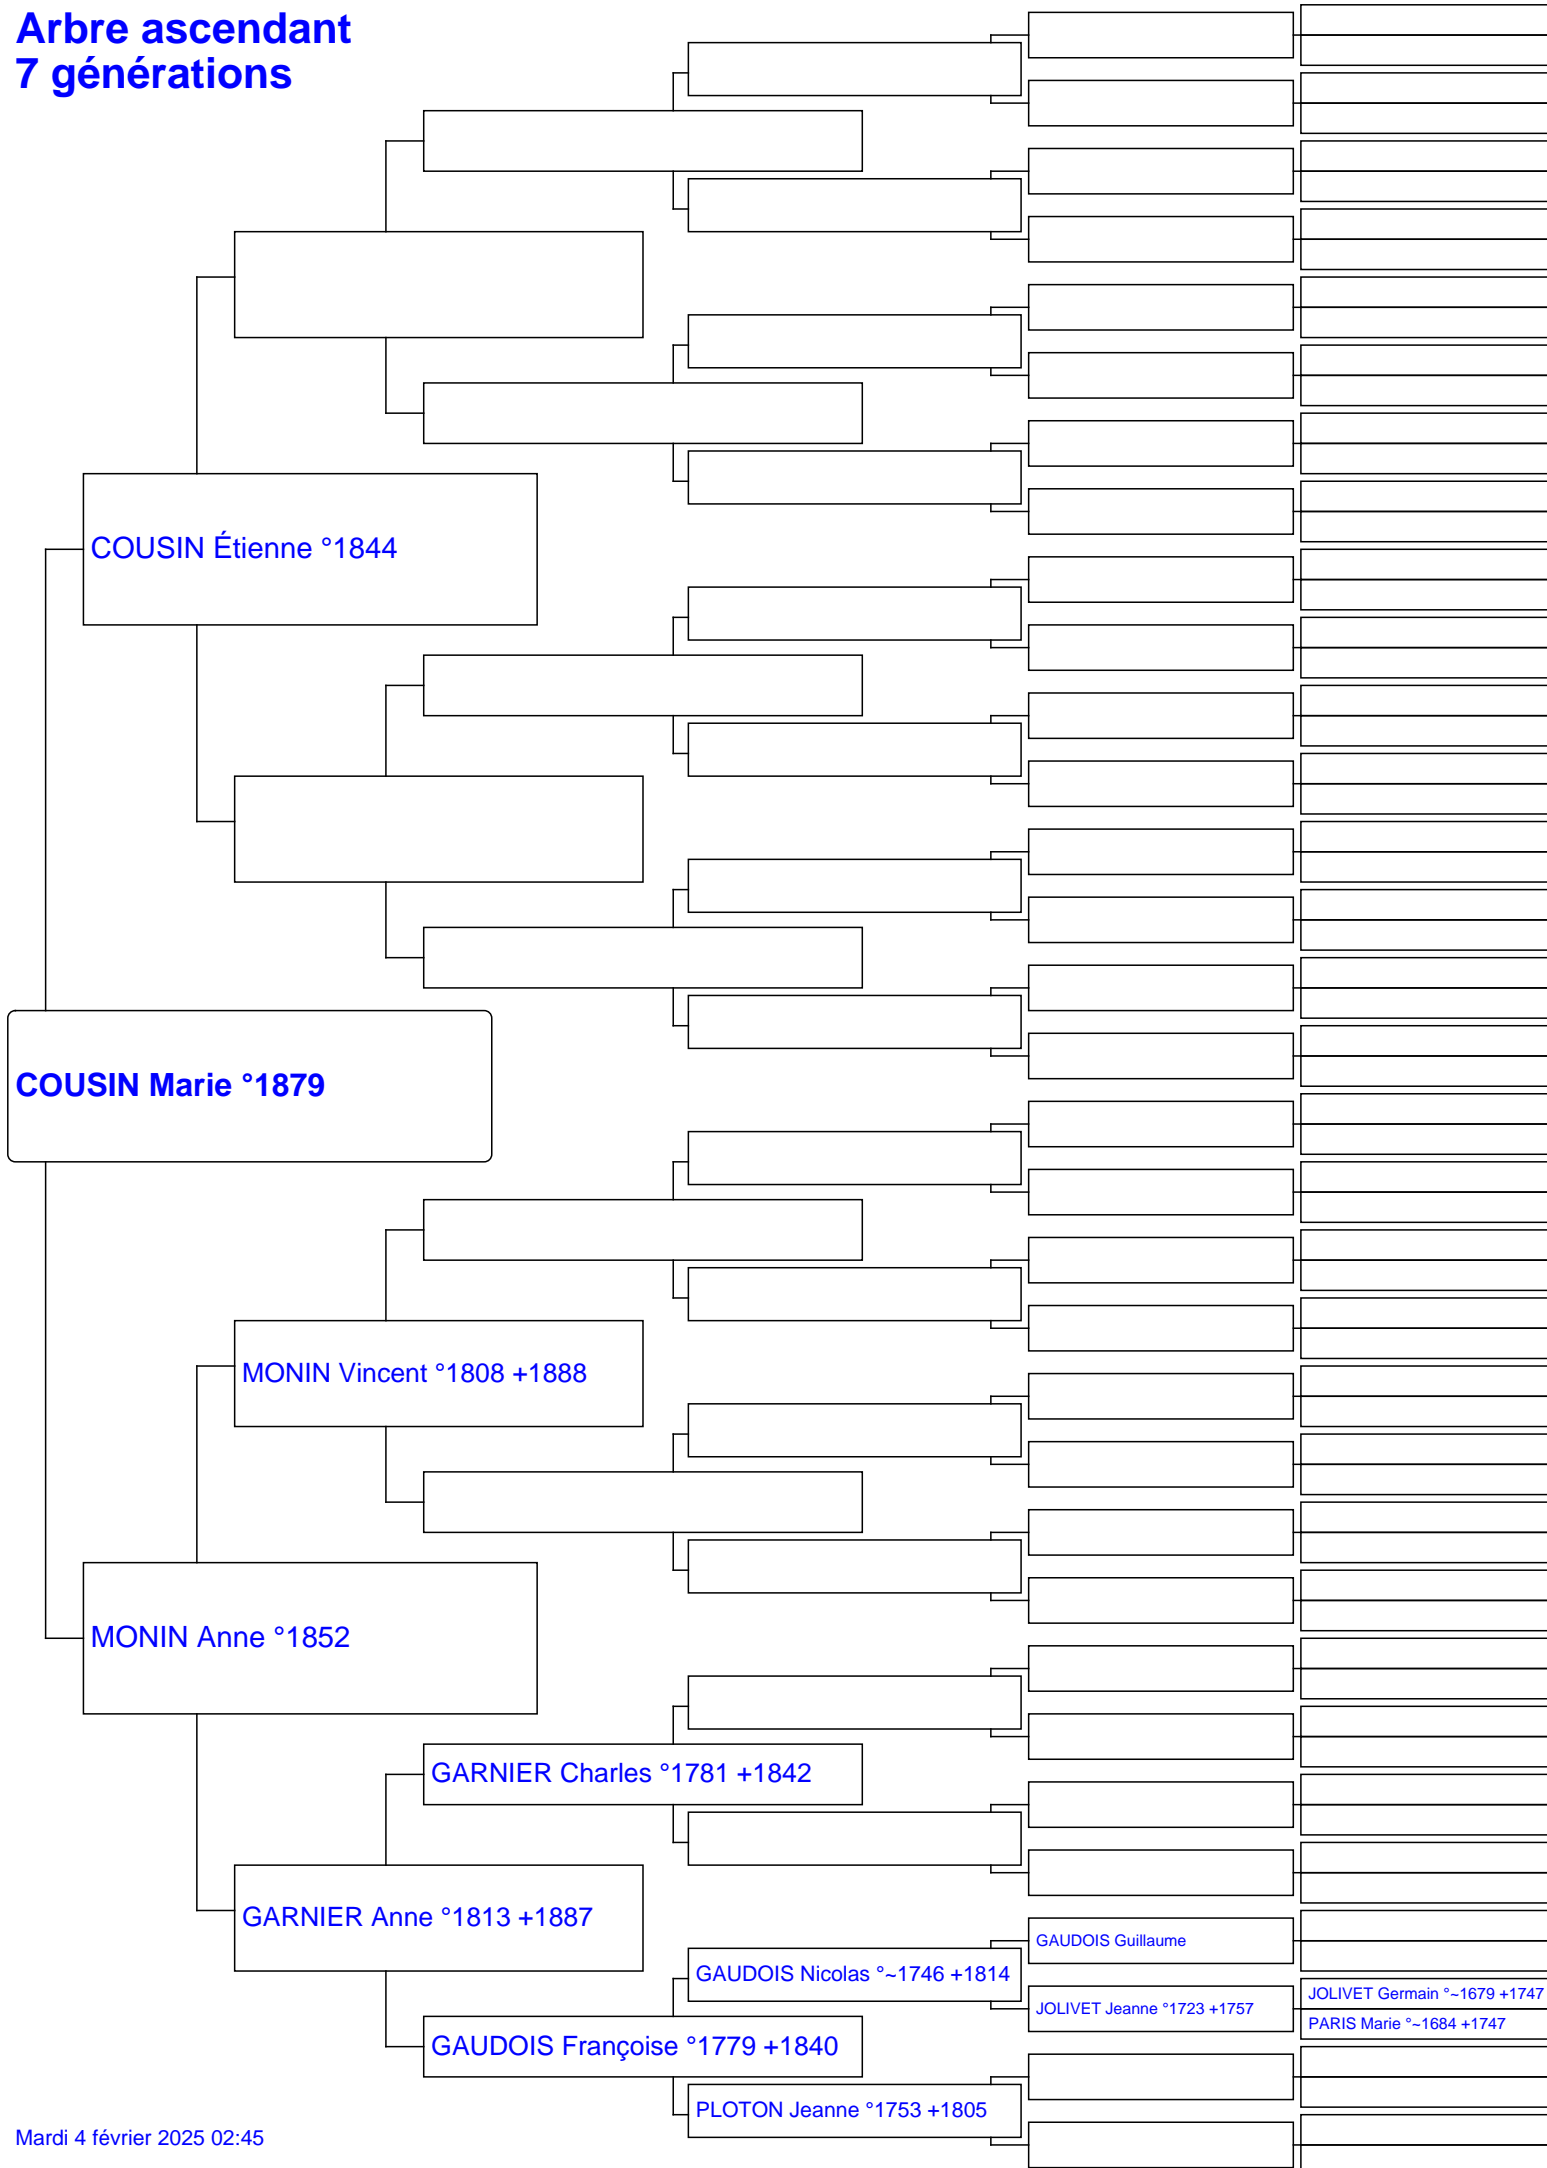 Arbre ascendant
7 générations
COUSIN Étienne °1844
COUSIN Marie °1879
MONIN Vincent °1808 +1888
MONIN Anne °1852
GARNIER Charles °1781 +1842
GARNIER Anne °1813 +1887
GAUDOIS Guillaume
GAUDOIS Nicolas °~1746 +1814
JOLIVET Germain °~1679 +1747
JOLIVET Jeanne °1723 +1757
PARIS Marie °~1684 +1747
GAUDOIS Françoise °1779 +1840
PLOTON Jeanne °1753 +1805
Mardi 4 février 2025 02:45